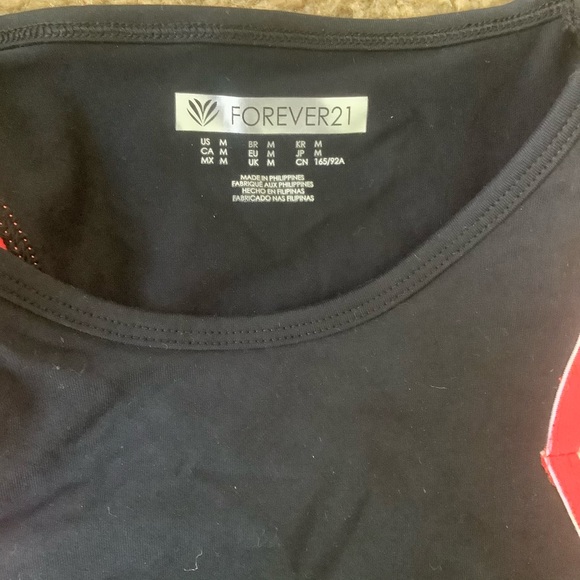 FOREVER21
US M BR M KR M
CA M EU M JP M
MX M UK M CN 165/92A
MADE IN PHILIPPINES
FABRIQUÉ AUX PHILIPPINES
HECHO EN FILIPINAS
FABRICADO NAS FILIPINAS